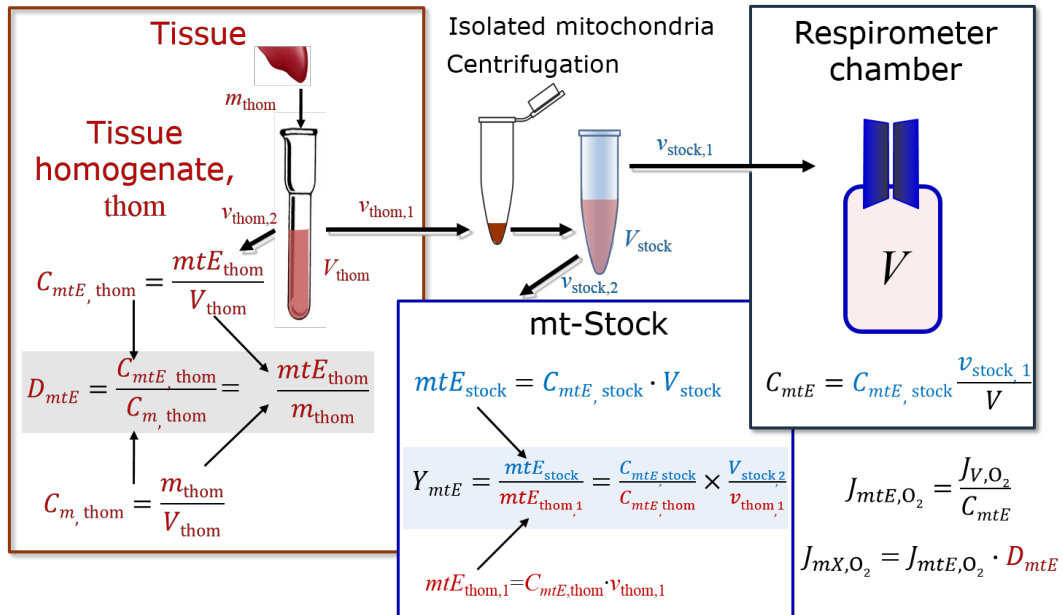 Tissue
m_thom
Tissue
homogenate,
thom
v_thom,2
v_thom,1
V_thom
C_mtE, thom = mtE_thom / V_thom
D_mtE = C_mtE, thom / C_m, thom = mtE_thom / m_thom
C_m, thom = m_thom / V_thom
Isolated mitochondria
Centrifugation
v_stock,1
V_stock
v_stock,2
mt-Stock
mtE_stock = C_mtE, stock · V_stock
Y_mtE = mtE_stock / mtE_thom,1 = C_mtE,stock / C_mtE,thom × V_stock,2 / v_thom,1
mtE_thom,1=C_mtE,thom·v_thom,1
Respirometer
chamber
V
C_mtE = C_mtE, stock v_stock, 1 / V
J_mtE,O₂ = J_V,O₂ / C_mtE
J_mX,O₂ = J_mtE,O₂ · D_mtE